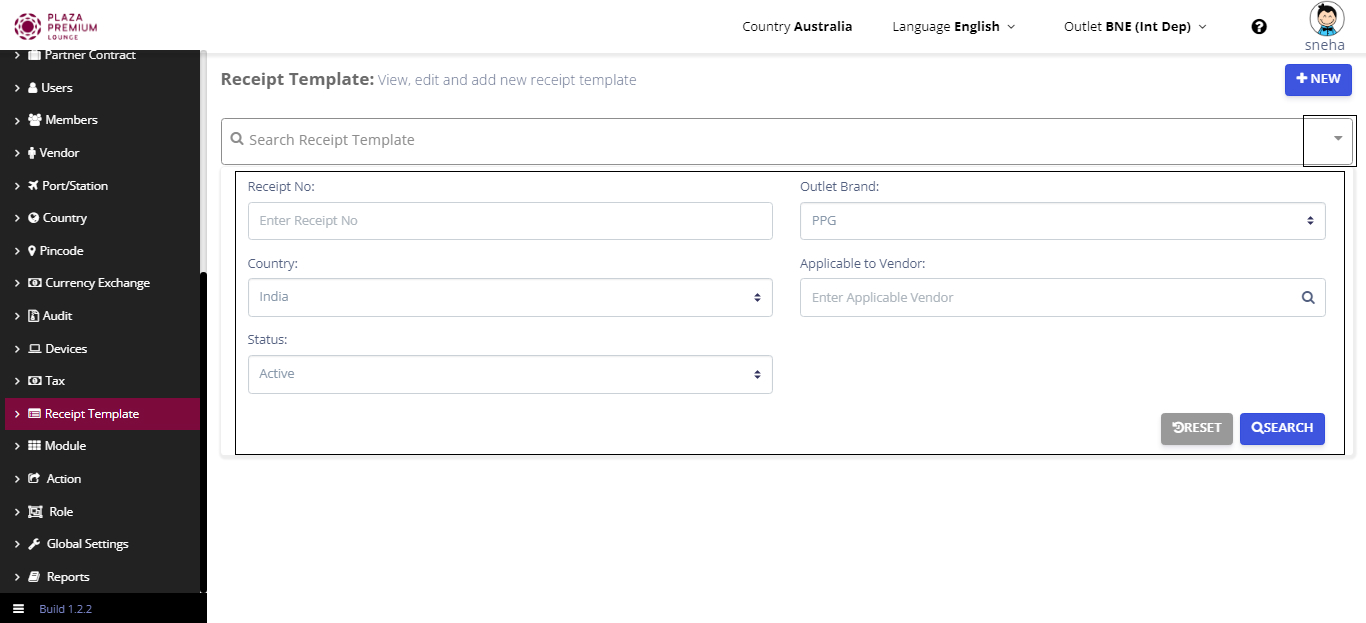 PLAZA
PREMIUM
LOUNGE
Country Australia
Language English
Outlet BNE (Int Dep)
sneha
Partner Contract
Users
Members
Vendor
Port/Station
Country
Pincode
Currency Exchange
Audit
Devices
Tax
Receipt Template
Module
Action
Role
Global Settings
Reports
Build 1.2.2
Receipt Template: View, edit and add new receipt template
NEW
Search Receipt Template
Receipt No:
Enter Receipt No
Outlet Brand:
PPG
Country:
India
Applicable to Vendor:
Enter Applicable Vendor
Status:
Active
RESET
SEARCH